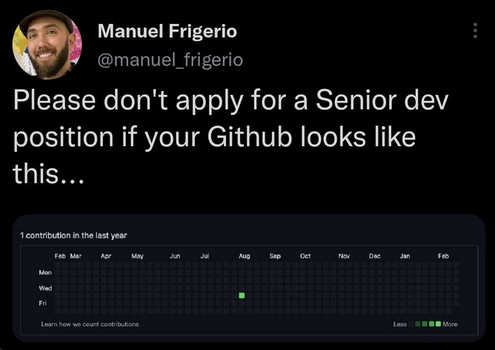 Manuel Frigerio
@manuel_frigerio
Please don't apply for a Senior dev
position if your Github looks like
this...
1 contribution in the last year
Feb Mar Apr May Jun Jul Aug Sep Oct Nov Dec Jan Feb
Mon
Wed
Fri
Learn how we count contributions Less More